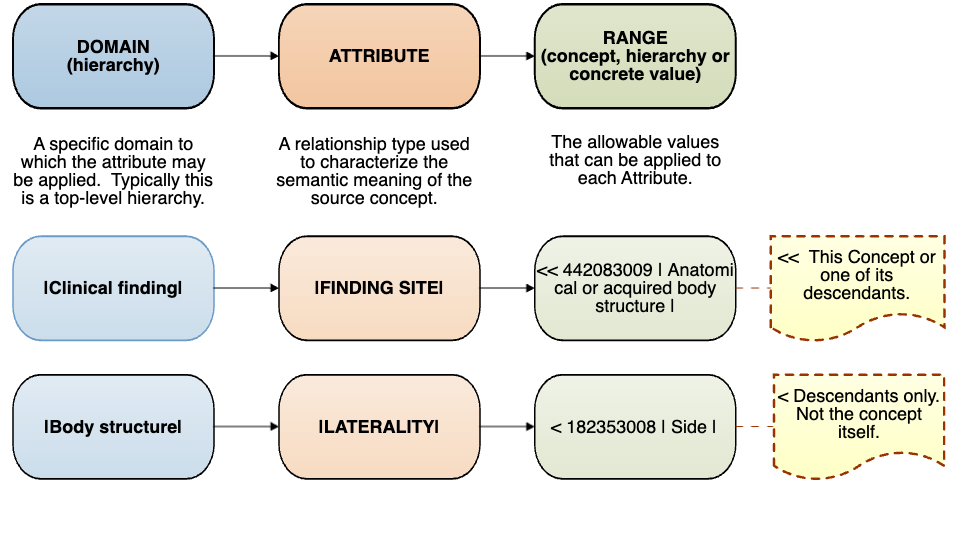 DOMAIN
(hierarchy)
ATTRIBUTE
RANGE
(concept, hierarchy or
concrete value)
A specific domain to
which the attribute may
be applied.  Typically this
is a top-level hierarchy.
A relationship type used
to characterize the
semantic meaning of the
source concept.
The allowable values
that can be applied to
each Attribute.
|Clinical finding|
|FINDING SITE|
<< 442083009 | Anatomi
cal or acquired body
structure |
<<  This Concept or
one of its
descendants.
|Body structure|
|LATERALITY|
< 182353008 | Side |
< Descendants only.
Not the concept
itself.